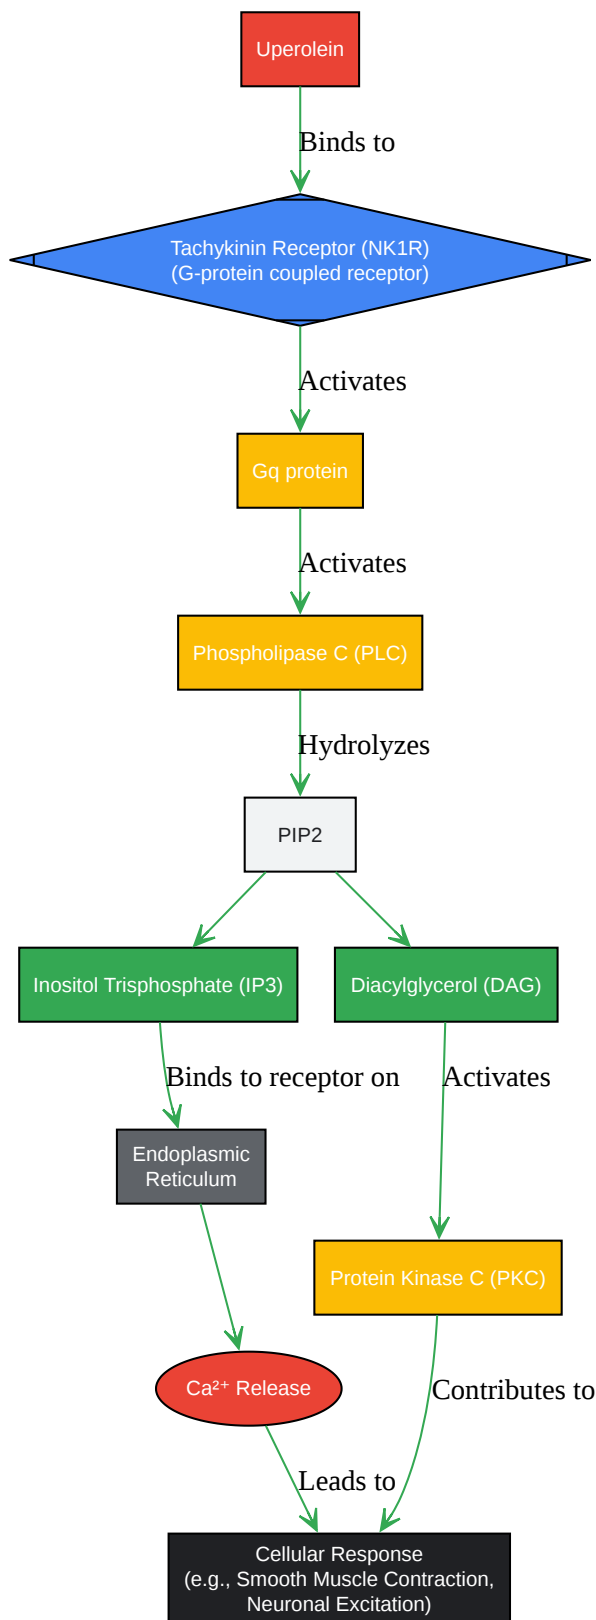 Uperolein
Binds to
Tachykinin Receptor (NK1R)
(G-protein coupled receptor)
Activates
Gq protein
Activates
Phospholipase C (PLC)
Hydrolyzes
PIP2
Inositol Trisphosphate (IP3)
Diacylglycerol (DAG)
Binds to receptor on
Activates
Endoplasmic
Reticulum
Protein Kinase C (PKC)
Ca²⁺ Release
Contributes to
Leads to
Cellular Response
(e.g., Smooth Muscle Contraction,
Neuronal Excitation)